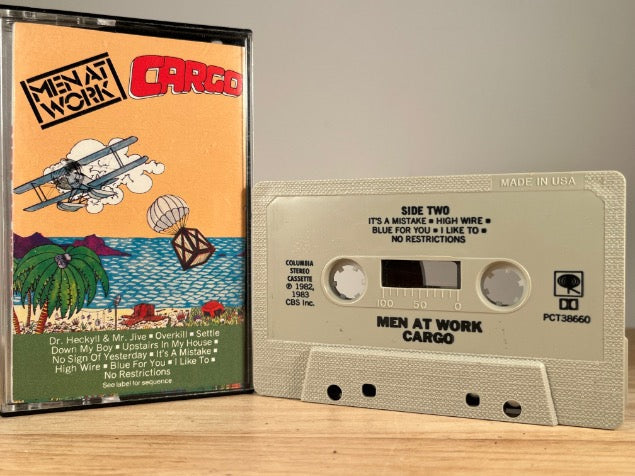 MEN AT
WORK
CARGO
Dr. Heckyll & Mr. Jive ▪ Overkill ▪ Settle
Down My Boy ▪ Upstairs In My House ▪
No Sign Of Yesterday ▪ It's A Mistake ▪
High Wire ▪ Blue For You ▪ I Like To ▪
No Restrictions
See label for sequence
MADE IN USA
SIDE TWO
IT'S A MISTAKE ▪ HIGH WIRE ▪
BLUE FOR YOU ▪ I LIKE TO ▪
NO RESTRICTIONS
COLUMBIA
STEREO
CASSETTE
℗ 1982,
1983
CBS Inc.
100 50 0
PCT38660
MEN AT WORK
CARGO